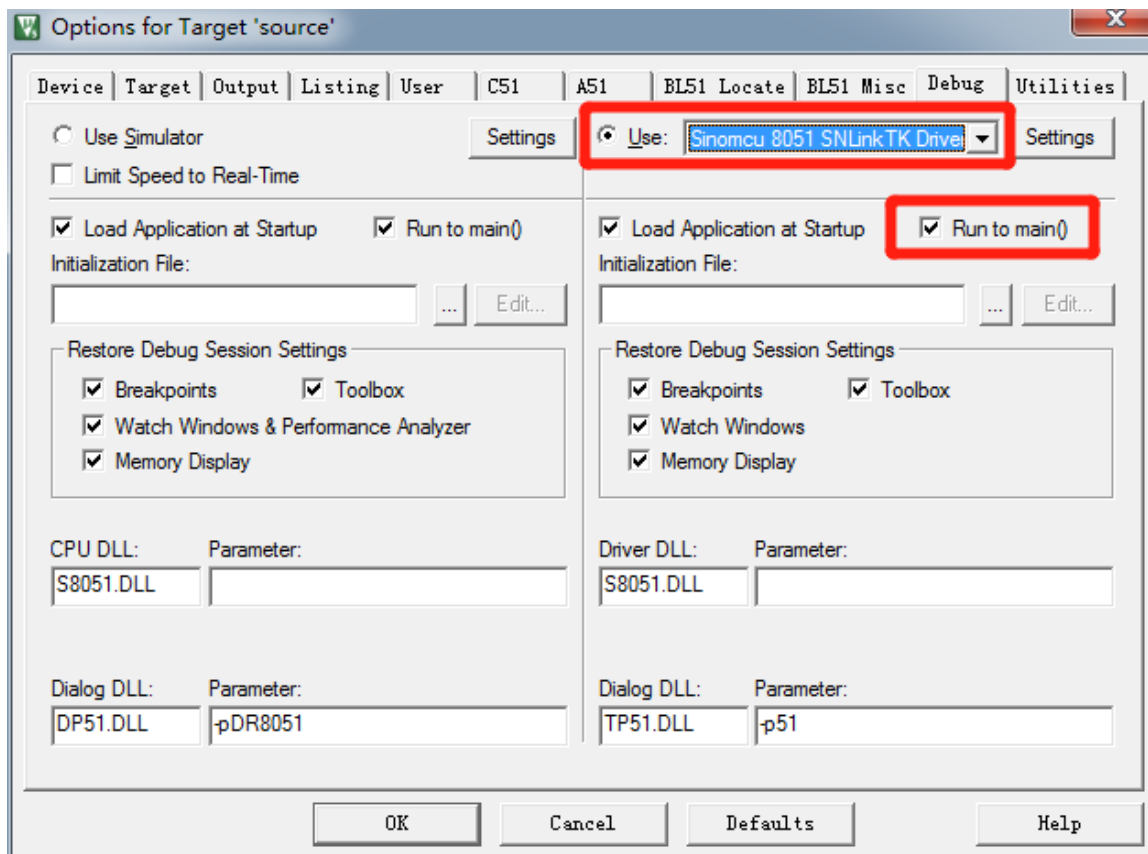 Options for Target 'source'
Device Target Output Listing User C51 A51 BL51 Locate BL51 Misc Debug Utilities
Use Simulator Settings Use: Sinomcu 8051 SNLinkTK Drive Settings
Limit Speed to Real-Time
Load Application at Startup Run to main() Load Application at Startup Run to main()
Initialization File: Initialization File:
... Edit... ... Edit...
Restore Debug Session Settings Restore Debug Session Settings
Breakpoints Toolbox Breakpoints Toolbox
Watch Windows & Performance Analyzer Watch Windows
Memory Display Memory Display
CPU DLL: Parameter: Driver DLL: Parameter:
S8051.DLL S8051.DLL
Dialog DLL: Parameter: Dialog DLL: Parameter:
DP51.DLL -pDR8051 TP51.DLL -p51
OK Cancel Defaults Help